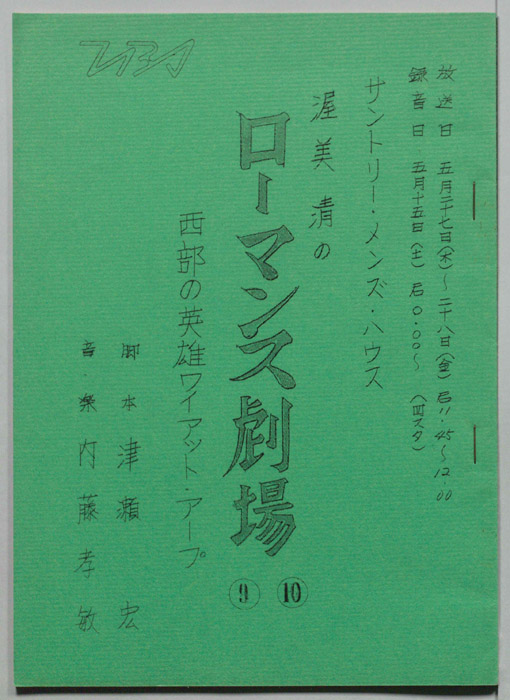 放送日 五月二十七日(木)〜二十八日(金)后11.45〜12.00
録音日 五月十五日(土)后0.00〜(四スタ)
サントリー・メンズ・ハウス
渥美清の
ローマンス劇場
⑨ ⑩
西部の英雄ワイアット・アープ
脚本 津瀬宏
音・楽 内藤孝敏